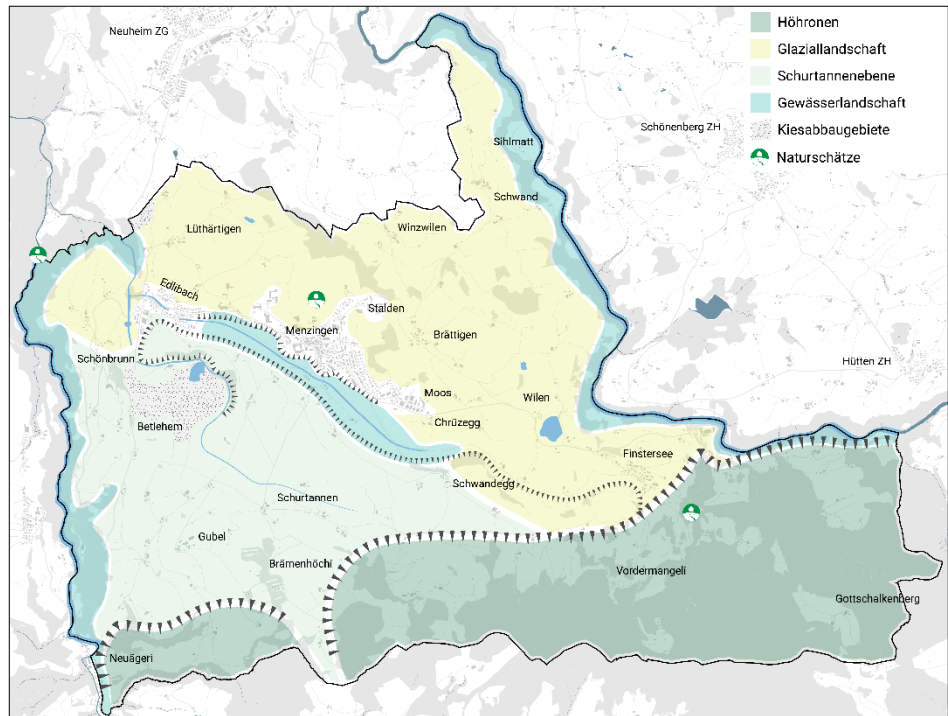 Neuheim ZG
Höhronen
Glaziallandschaft
Schurtannenebene
Gewässerlandschaft
Kiesabbaugebiete
Naturschätze
Schönenberg ZH
Sihlmatt
Schwand
Lüthärtigen
Winzwilen
Edlibach
Stalden
Menzingen
Brättigen
Schönbrunn
Hütten ZH
Moos
Wilen
Chrüzegg
Betlehem
Finstersee
Schwandegg
Schurtannen
Gubel
Brämenhöchi
Vordermangeli
Gottschalkenberg
Neuägeri